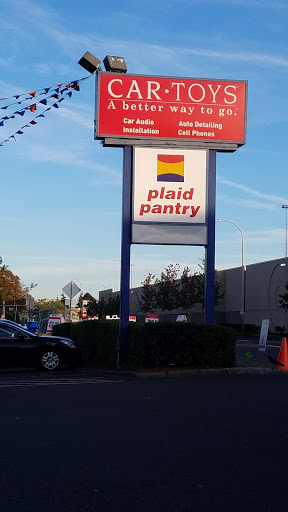 CAR·TOYS
A better way to go.
Car Audio Auto Detailing
Installation Cell Phones
plaid
pantry